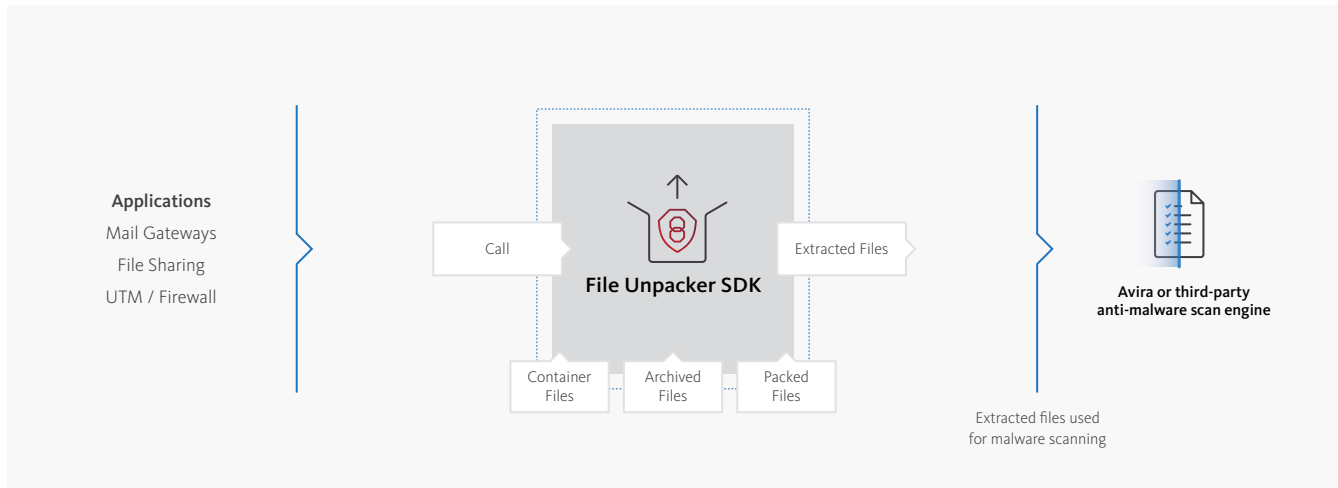 Applications
Mail Gateways
File Sharing
UTM / Firewall
Call
File Unpacker SDK
Extracted Files
Container
Files
Archived
Files
Packed
Files
Avira or third-party
anti-malware scan engine
Extracted files used
for malware scanning